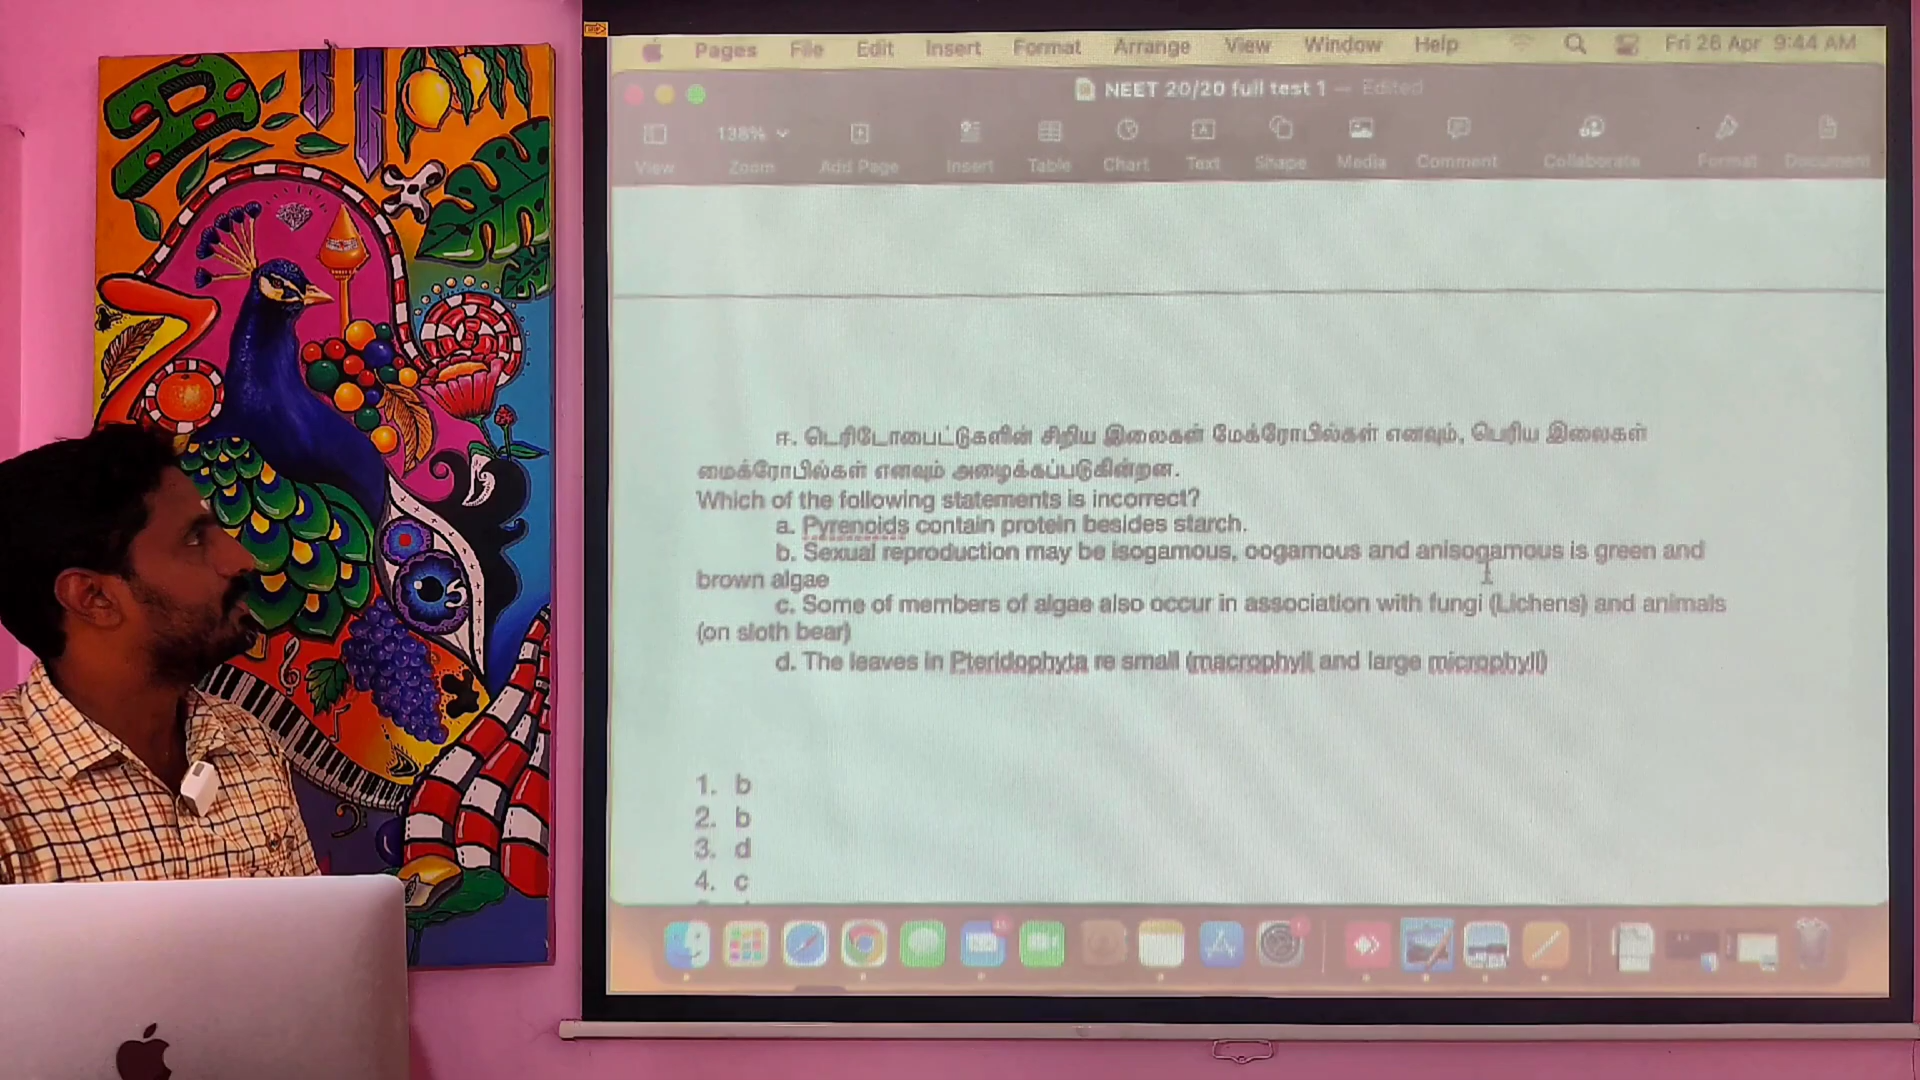 Pages File Edit Insert Format Arrange View Window Help Fri 26 Apr 9:44 AM
NEET 20/20 full test 1 — Edited
138%
View Zoom Add Page Insert Table Chart Text Shape Media Comment Collaborate Format Document
ஈ. டெரிடோபைட்டுகளின் சிறிய இலைகள் மேக்ரோபில்கள் எனவும், பெரிய இலைகள்
மைக்ரோபில்கள் எனவும் அழைக்கப்படுகின்றன.
Which of the following statements is incorrect?
a. Pyrenoids contain protein besides starch.
b. Sexual reproduction may be isogamous, oogamous and anisogamous is green and
brown algae
c. Some of members of algae also occur in association with fungi (Lichens) and animals
(on sloth bear)
d. The leaves in Pteridophyta re small (macrophyll and large microphyll)
1. b
2. b
3. d
4. c